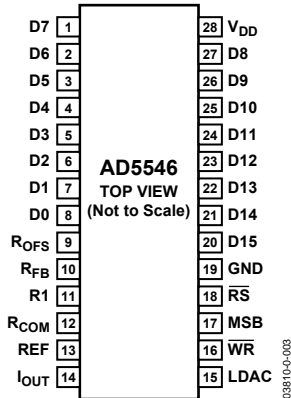 D7 1 28 VDD
D6 2 27 D8
D5 3 26 D9
D4 4 25 D10
D3 5 24 D11
D2 6 23 D12
D1 7 22 D13
D0 8 21 D14
ROFS 9 20 D15
RFB 10 19 GND
R1 11 18 RS
RCOM 12 17 MSB
REF 13 16 WR
IOUT 14 15 LDAC
AD5546
TOP VIEW
(Not to Scale)
03810-0-003